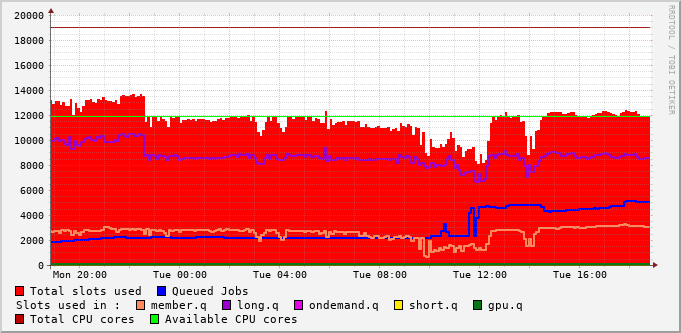 20000
18000
16000
14000
12000
10000
8000
6000
4000
2000
0
Mon 20:00 Tue 00:00 Tue 04:00 Tue 08:00 Tue 12:00 Tue 16:00
RRDTOOL / TOBI OETIKER
Total slots used Queued Jobs
Slots used in : member.q long.q ondemand.q short.q gpu.q
Total CPU cores Available CPU cores